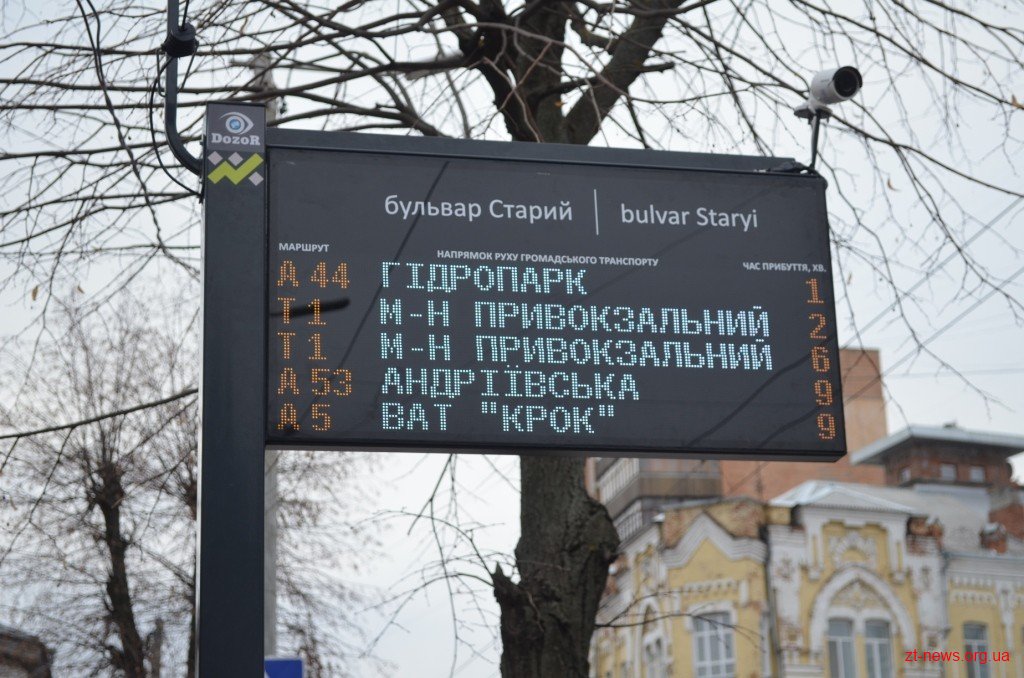 DozoR
бульвар Старий | bulvar Staryi
МАРШРУТ НАПРЯМОК РУХУ ГРОМАДСЬКОГО ТРАНСПОРТУ ЧАС ПРИБУТТЯ, ХВ.
А 44 ГІДРОПАРК 1
Т 1 М-Н ПРИВОКЗАЛЬНИЙ 2
Т 1 М-Н ПРИВОКЗАЛЬНИЙ 6
А 53 АНДРІЇВСЬКА 9
А 5 ВАТ "КРОК" 9
zt-news.org.ua